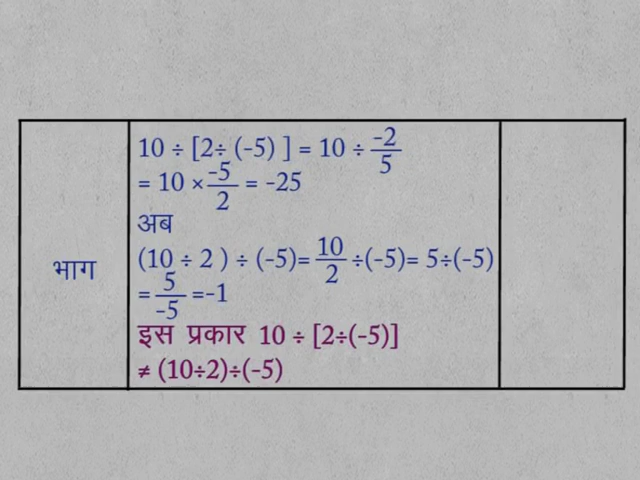 भाग
10 ÷ [2÷ (-5) ] = 10 ÷ -2/5
= 10 × -5/2 = -25
अब
(10 ÷ 2 ) ÷ (-5)= 10/2 ÷(-5)= 5÷(-5)
= 5/-5 =-1
इस प्रकार 10 ÷ [2÷(-5)]
≠ (10÷2)÷(-5)